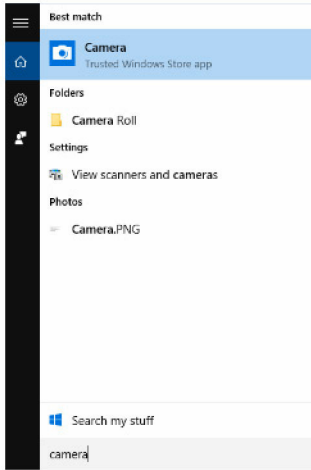 Best match
Camera
Trusted Windows Store app
Folders
Camera Roll
Settings
View scanners and cameras
Photos
Camera.PNG
Search my stuff
camera